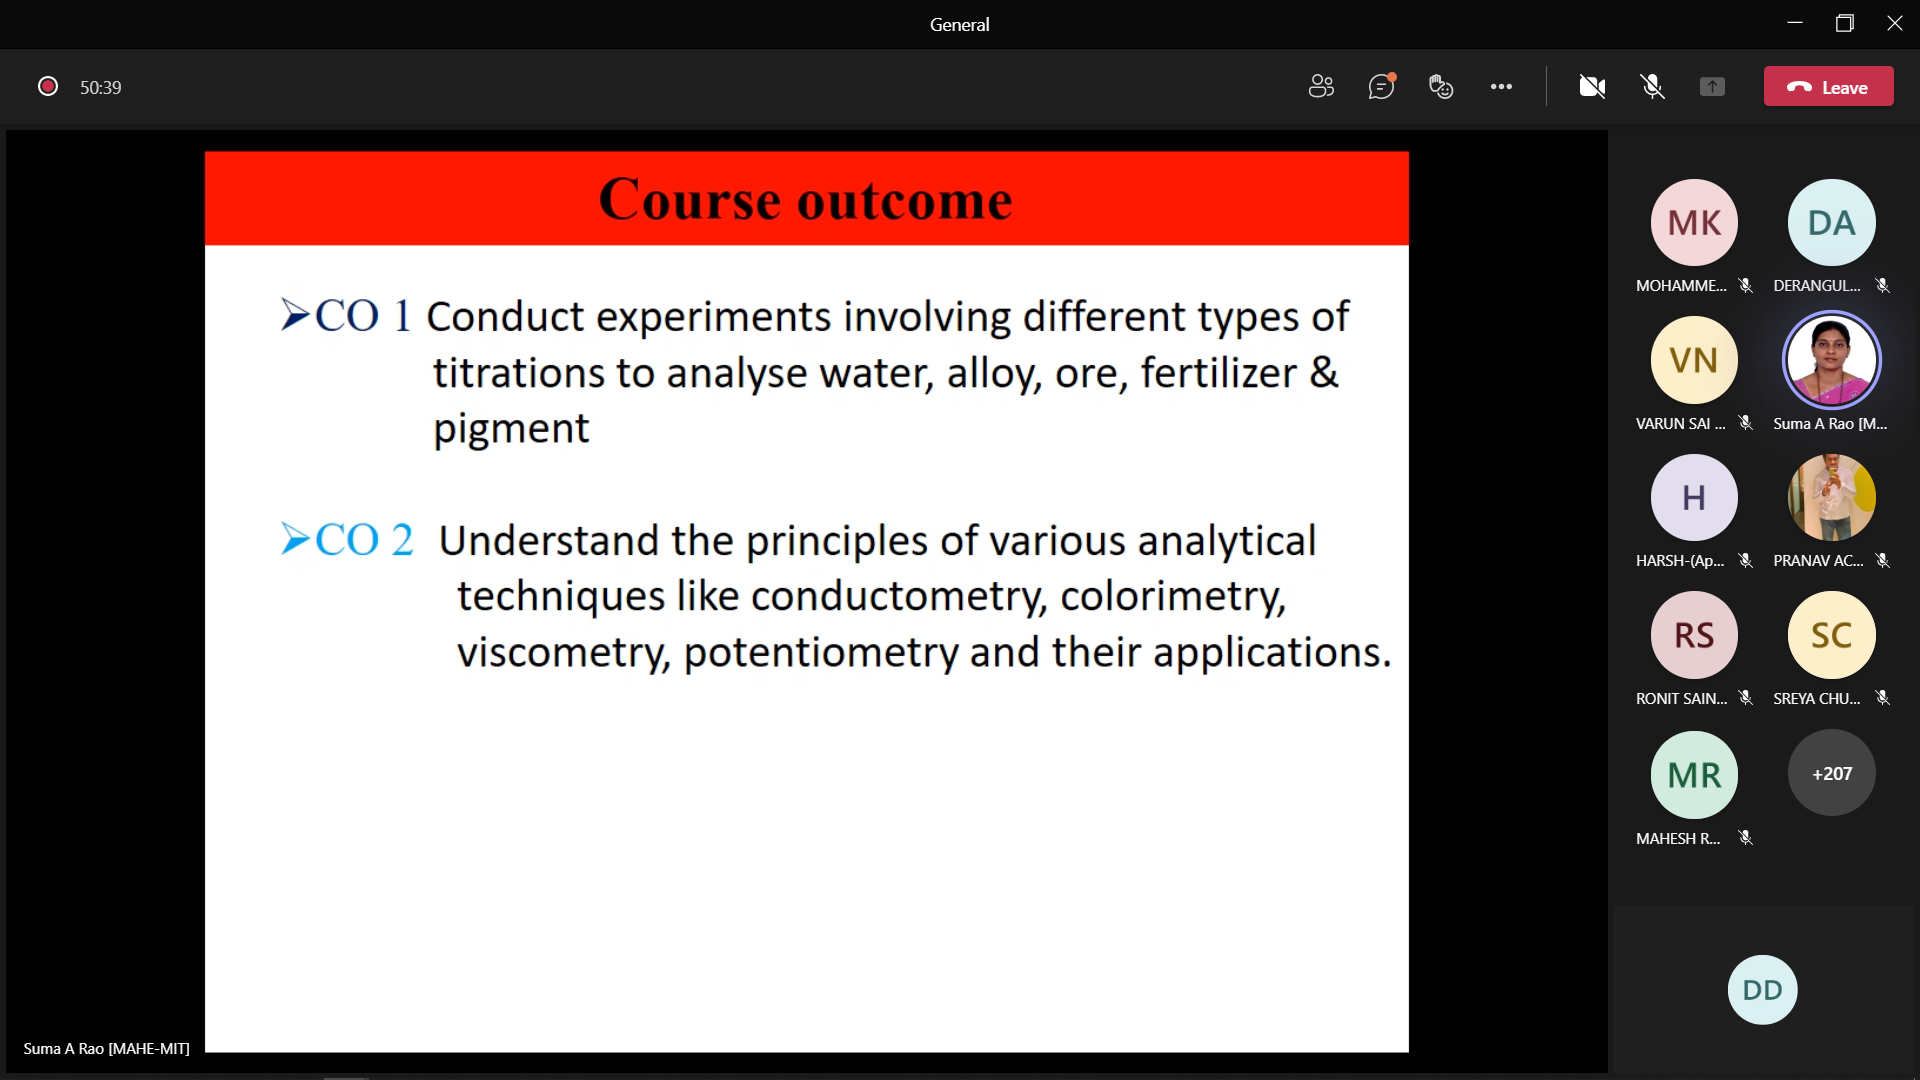 General
50:39
Leave
Course outcome
➢CO 1 Conduct experiments involving different types of
titrations to analyse water, alloy, ore, fertilizer &
pigment
➢CO 2 Understand the principles of various analytical
techniques like conductometry, colorimetry,
viscometry, potentiometry and their applications.
Suma A Rao [MAHE-MIT]
MK
DA
MOHAMME...
DERANGUL...
VN
VARUN SAI ...
Suma A Rao [M...
H
HARSH-(Ap...
PRANAV AC...
RS
SC
RONIT SAIN...
SREYA CHU...
MR
+207
MAHESH R...
DD